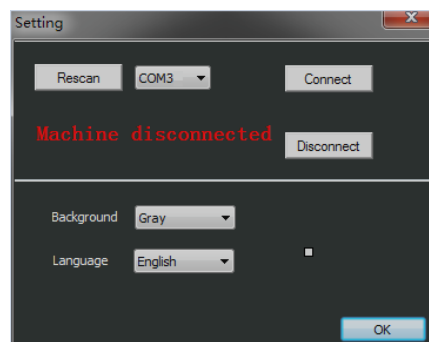 Setting
Rescan COM3 Connect
Machine disconnected
Disconnect
Background Gray
Language English
OK